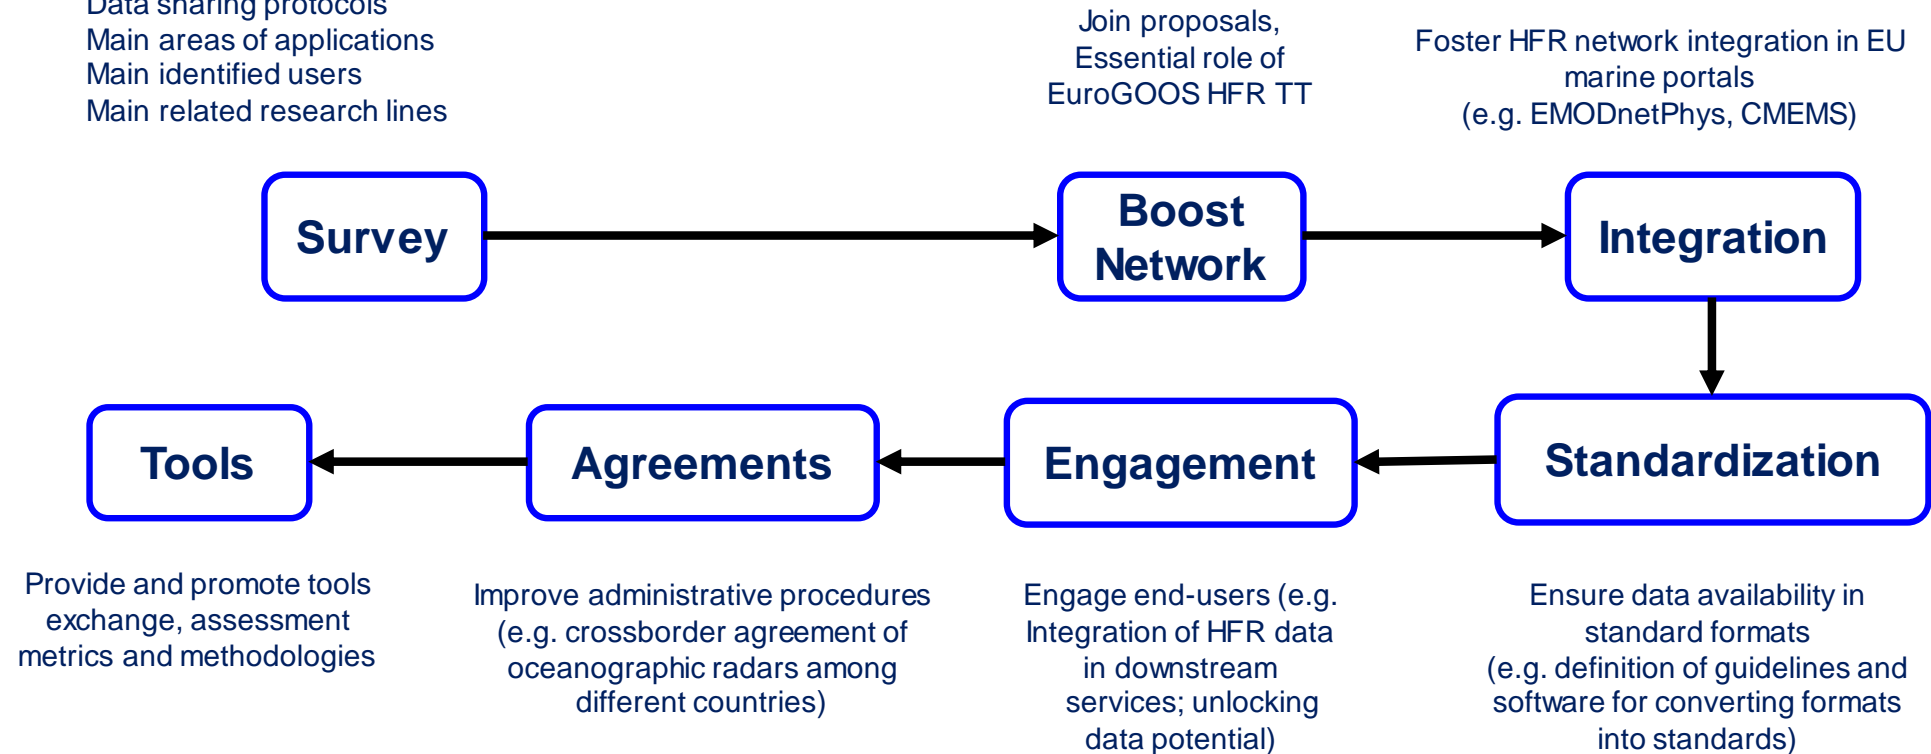 Data sharing protocols
Main areas of applications
Main identified users
Main related research lines
Join proposals,
Essential role of
EuroGOOS HFR TT
Foster HFR network integration in EU
marine portals
(e.g. EMODnetPhys, CMEMS)
Survey
Boost
Network
Integration
Tools
Agreements
Engagement
Standardization
Provide and promote tools
exchange, assessment
metrics and methodologies
Improve administrative procedures
(e.g. crossborder agreement of
oceanographic radars among
different countries)
Engage end-users (e.g.
Integration of HFR data
in downstream
services; unlocking
data potential)
Ensure data availability in
standard formats
(e.g. definition of guidelines and
software for converting formats
into standards)